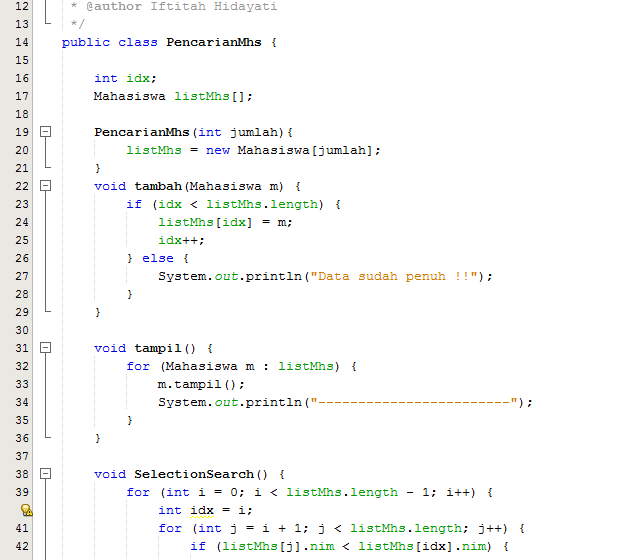 12 * @author Iftitah Hidayati
13 */
14 public class PencarianMhs {
15
16 int idx;
17 Mahasiswa listMhs[];
18
19 PencarianMhs(int jumlah){
20 listMhs = new Mahasiswa[jumlah];
21 }
22 void tambah(Mahasiswa m) {
23 if (idx < listMhs.length) {
24 listMhs[idx] = m;
25 idx++;
26 } else {
27 System.out.println("Data sudah penuh !!");
28 }
29 }
30
31 void tampil() {
32 for (Mahasiswa m : listMhs) {
33 m.tampil();
34 System.out.println("------------------------");
35 }
36 }
37
38 void SelectionSearch() {
39 for (int i = 0; i < listMhs.length - 1; i++) {
int idx = i;
41 for (int j = i + 1; j < listMhs.length; j++) {
42 if (listMhs[j].nim < listMhs[idx].nim) {